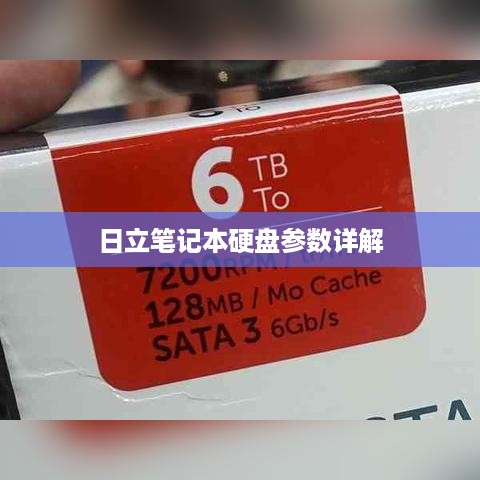 6 TB
To
日立笔记本硬盘参数详解
7200RPM /
128MB / Mo Cache
SATA 3 6Gb/s